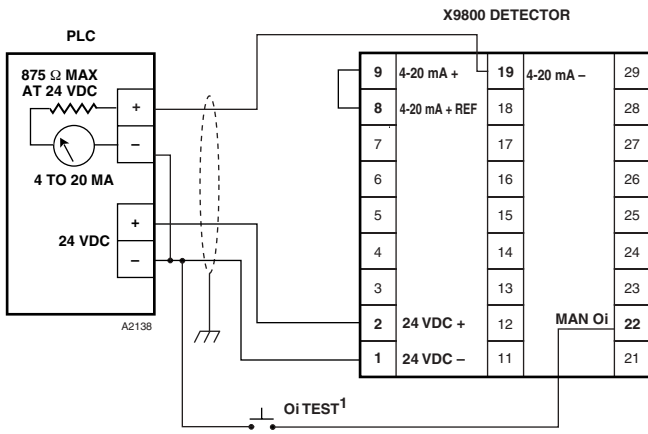 X9800 DETECTOR
PLC
875 Ω MAX
AT 24 VDC
+
–
4 TO 20 MA
+
24 VDC
–
A2138
9 4-20 mA + 19 4-20 mA – 29
8 4-20 mA + REF 18 28
7 17 27
6 16 26
5 15 25
4 14 24
3 13 23
2 24 VDC + 12 MAN Oi 22
1 24 VDC – 11 21
Oi TEST1